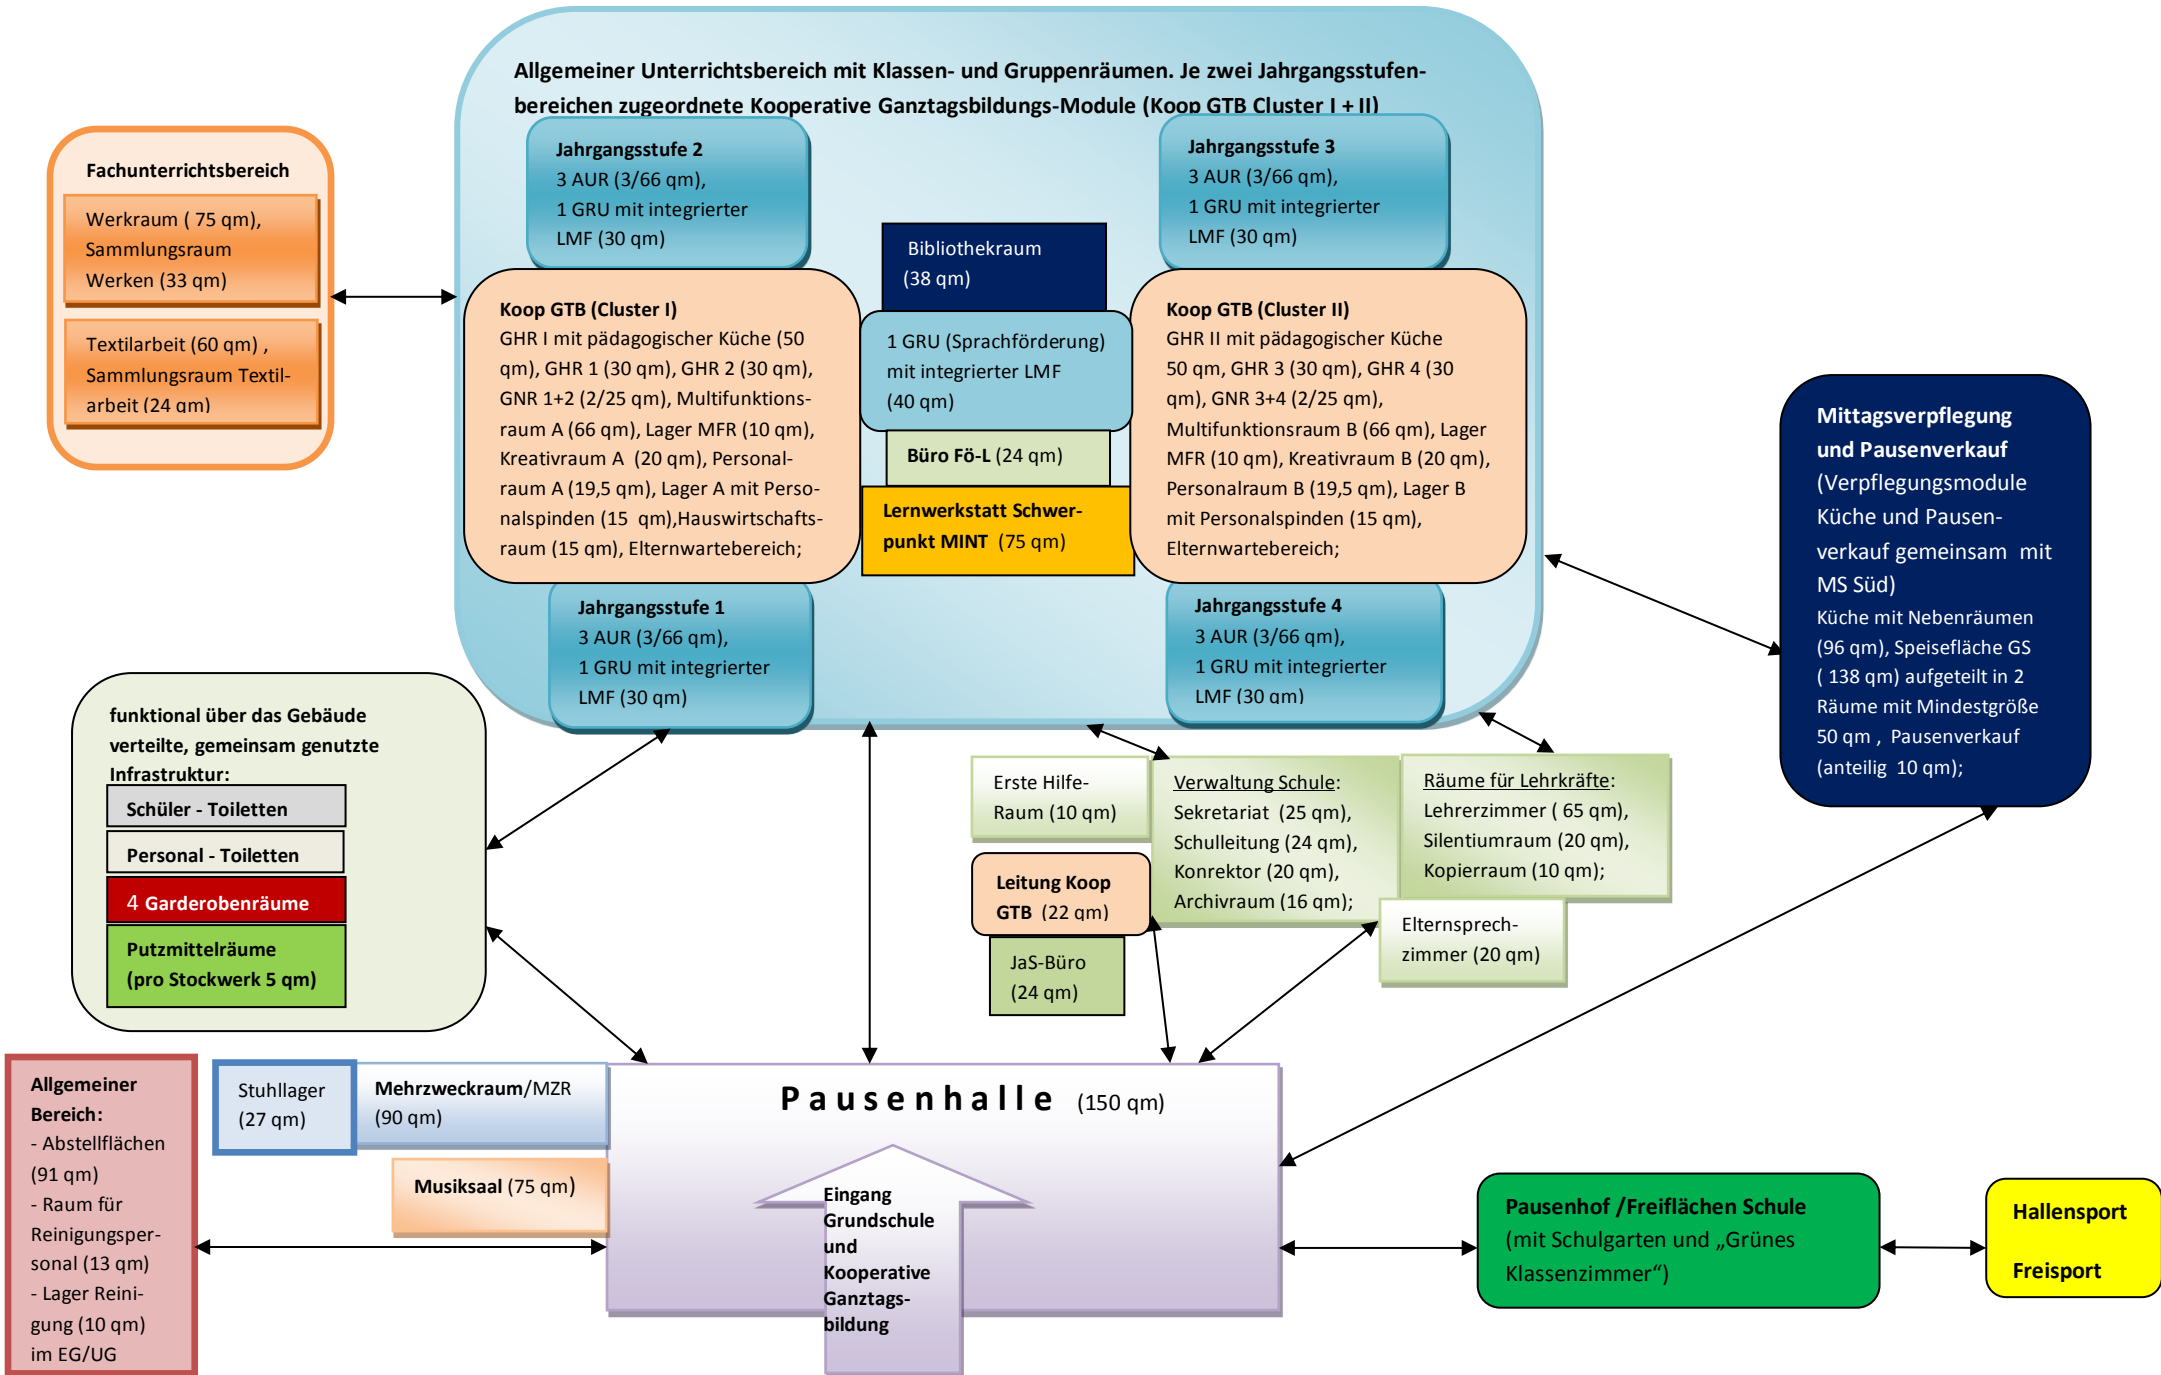 Allgemeiner Unterrichtsbereich mit Klassen- und Gruppenräumen. Je zwei Jahrgangsstufen-
bereichen zugeordnete Kooperative Ganztagsbildungs-Module (Koop GTB Cluster I + II)
Fachunterrichtsbereich
Werkraum ( 75 qm),
Sammlungsraum
Werken (33 qm)
Textilarbeit (60 qm) ,
Sammlungsraum Textil-
arbeit (24 qm)
Jahrgangsstufe 2
3 AUR (3/66 qm),
1 GRU mit integrierter
LMF (30 qm)
Jahrgangsstufe 3
3 AUR (3/66 qm),
1 GRU mit integrierter
LMF (30 qm)
Bibliothekraum
(38 qm)
Koop GTB (Cluster I)
GHR I mit pädagogischer Küche (50
qm), GHR 1 (30 qm), GHR 2 (30 qm),
GNR 1+2 (2/25 qm), Multifunktions-
raum A (66 qm), Lager MFR (10 qm),
Kreativraum A (20 qm), Personal-
raum A (19,5 qm), Lager A mit Perso-
nalspinden (15 qm),Hauswirtschafts-
raum (15 qm), Elternwartebereich;
1 GRU (Sprachförderung)
mit integrierter LMF
(40 qm)
Büro Fö-L (24 qm)
Lernwerkstatt Schwer-
punkt MINT (75 qm)
Koop GTB (Cluster II)
GHR II mit pädagogischer Küche
50 qm, GHR 3 (30 qm), GHR 4 (30
qm), GNR 3+4 (2/25 qm),
Multifunktionsraum B (66 qm), Lager
MFR (10 qm), Kreativraum B (20 qm),
Personalraum B (19,5 qm), Lager B
mit Personalspinden (15 qm),
Elternwartebereich;
Jahrgangsstufe 1
3 AUR (3/66 qm),
1 GRU mit integrierter
LMF (30 qm)
Jahrgangsstufe 4
3 AUR (3/66 qm),
1 GRU mit integrierter
LMF (30 qm)
Mittagsverpflegung
und Pausenverkauf
(Verpflegungsmodule
Küche und Pausen-
verkauf gemeinsam mit
MS Süd)
Küche mit Nebenräumen
(96 qm), Speisefläche GS
( 138 qm) aufgeteilt in 2
Räume mit Mindestgröße
50 qm , Pausenverkauf
(anteilig 10 qm);
funktional über das Gebäude
verteilte, gemeinsam genutzte
Infrastruktur:
Schüler - Toiletten
Personal - Toiletten
4 Garderobenräume
Putzmittelräume
(pro Stockwerk 5 qm)
Erste Hilfe-
Raum (10 qm)
Verwaltung Schule:
Sekretariat (25 qm),
Schulleitung (24 qm),
Konrektor (20 qm),
Archivraum (16 qm);
Räume für Lehrkräfte:
Lehrerzimmer ( 65 qm),
Silentiumraum (20 qm),
Kopierraum (10 qm);
Leitung Koop
GTB (22 qm)
JaS-Büro
(24 qm)
Elternsprech-
zimmer (20 qm)
Allgemeiner
Bereich:
- Abstellflächen
(91 qm)
- Raum für
Reinigungsper-
sonal (13 qm)
- Lager Reini-
gung (10 qm)
im EG/UG
Stuhllager
(27 qm)
Mehrzweckraum/MZR
(90 qm)
Musiksaal (75 qm)
Pausenhalle (150 qm)
Eingang
Grundschule
und
Kooperative
Ganztags-
bildung
Pausenhof /Freiflächen Schule
(mit Schulgarten und „Grünes
Klassenzimmer“)
Hallensport
Freisport